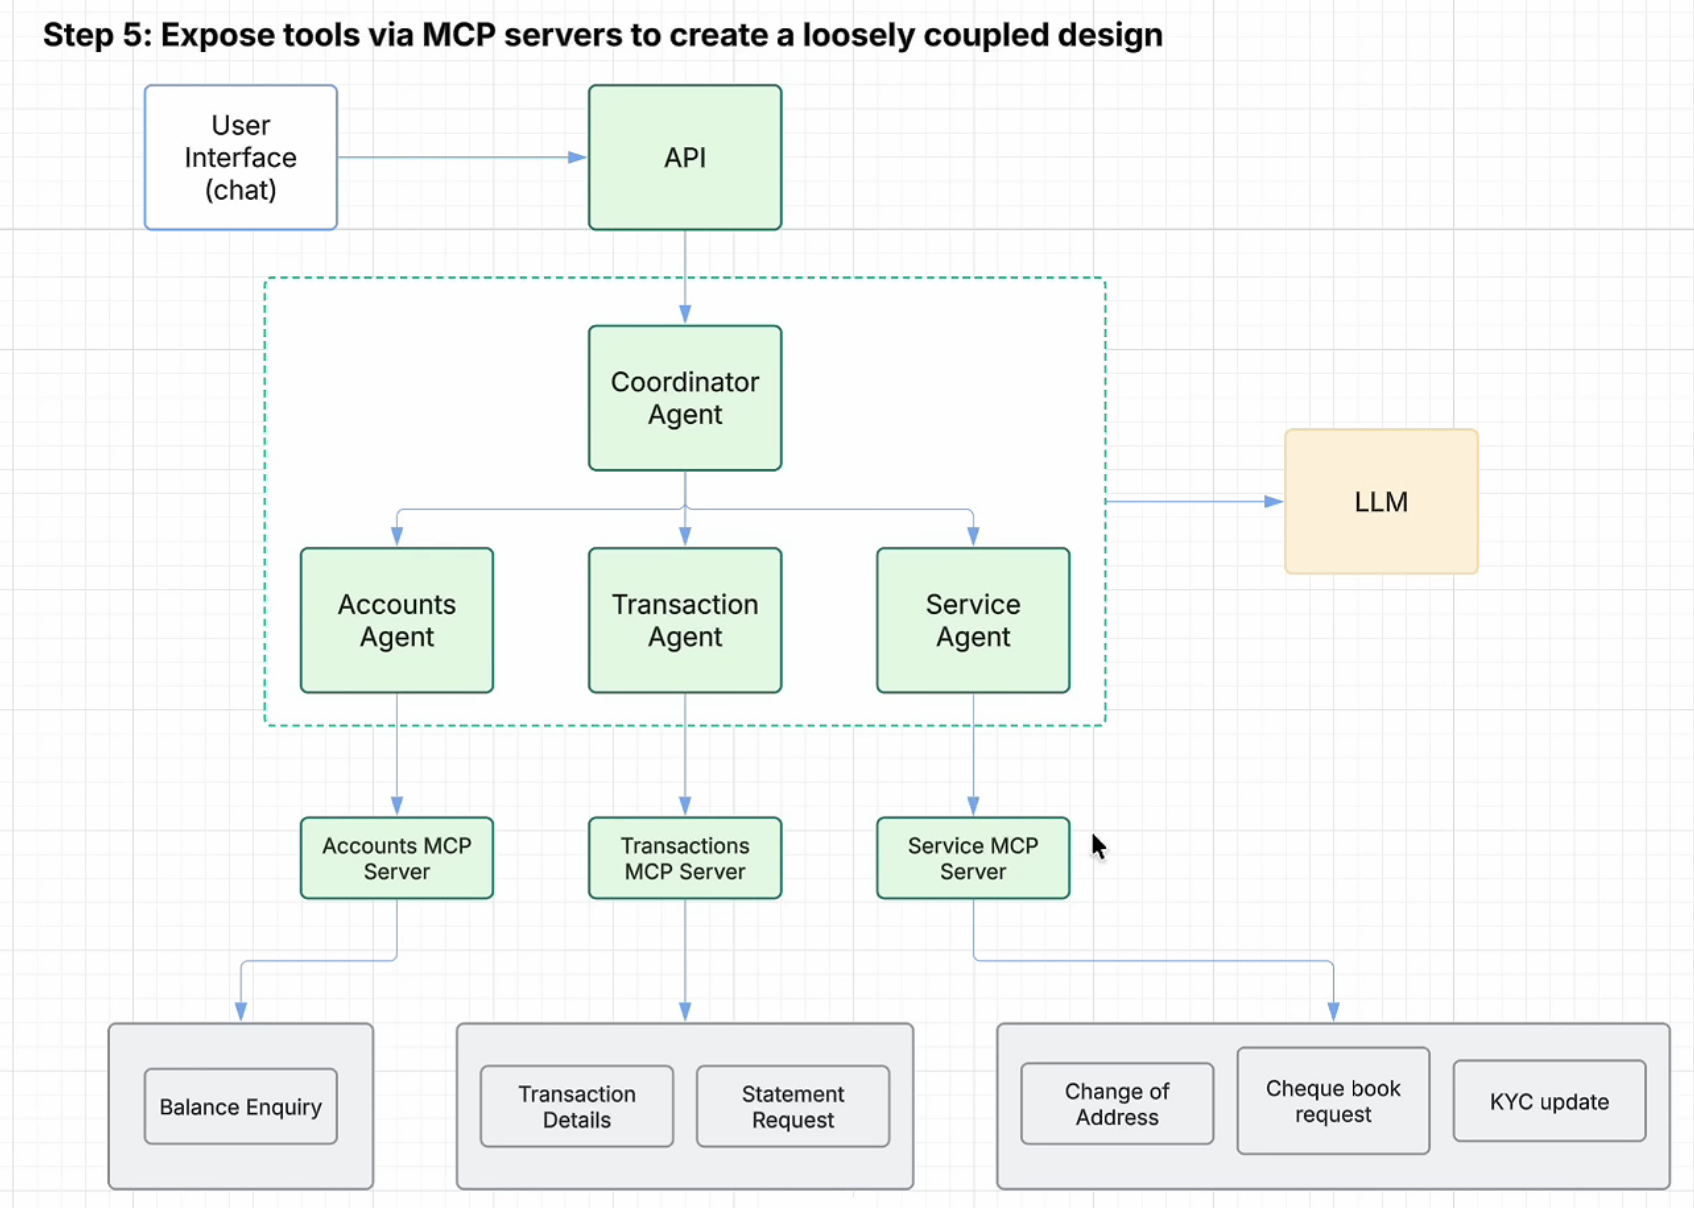 Step 5: Expose tools via MCP servers to create a loosely coupled design
User
Interface
(chat)
API
Coordinator
Agent
LLM
Accounts
Agent
Transaction
Agent
Service
Agent
Accounts MCP
Server
Transactions
MCP Server
Service MCP
Server
Balance Enquiry
Transaction
Details
Statement
Request
Change of
Address
Cheque book
request
KYC update